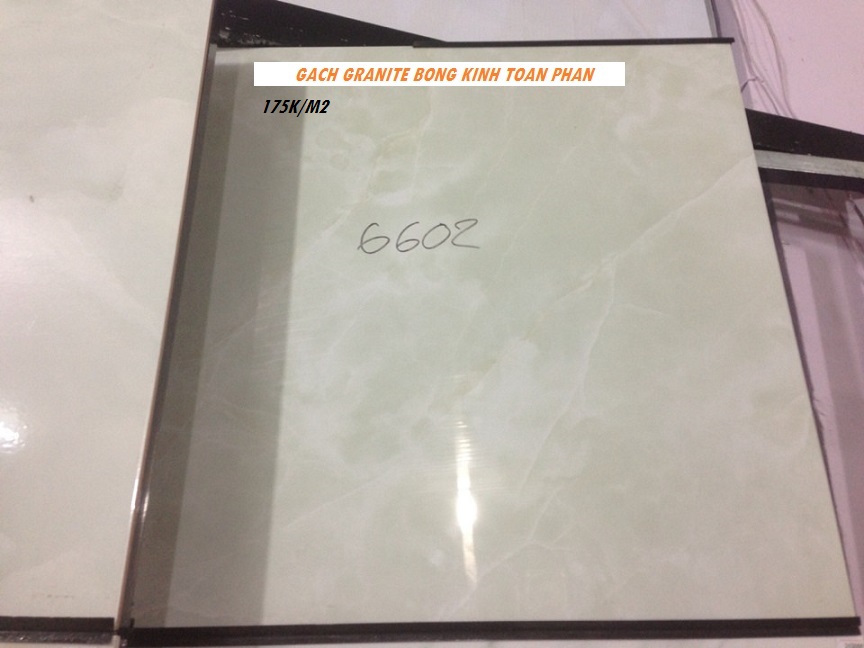 GACH GRANITE BONG KINH TOAN PHAN
175K/M2
6602